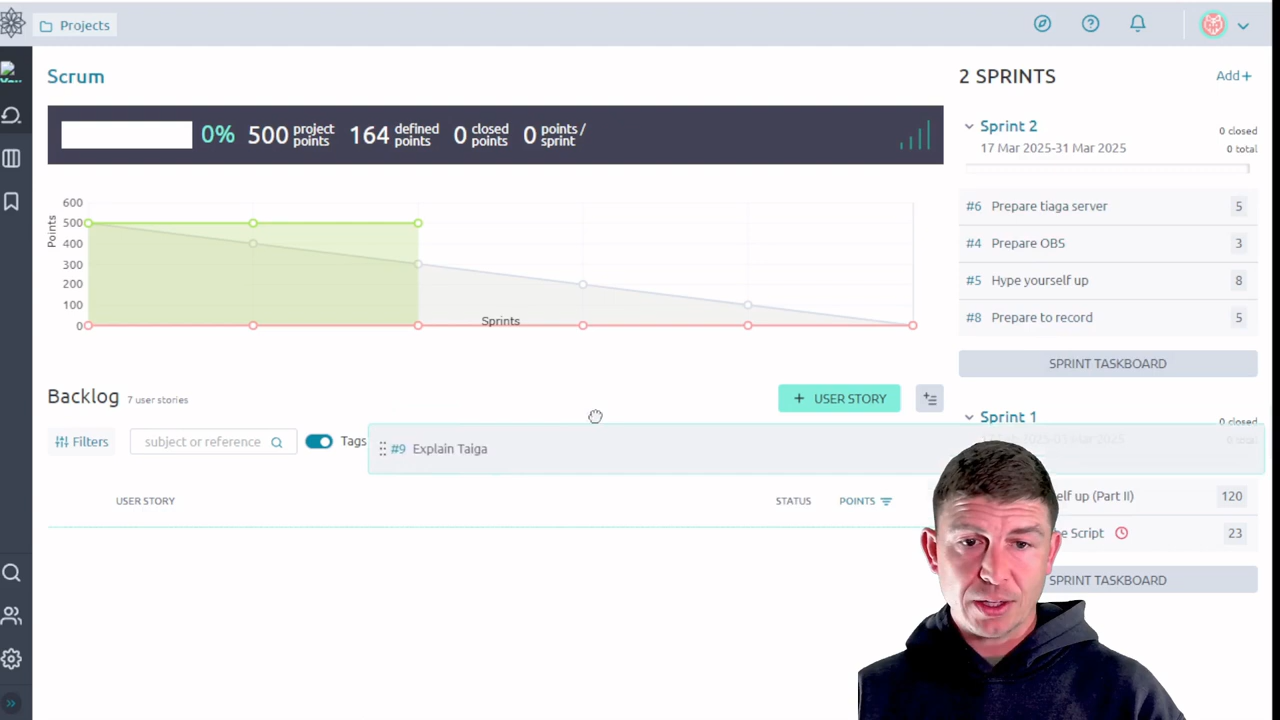 Projects
Scrum
0% 500 project points 164 defined points 0 closed points 0 points / sprint
600
500
400
300
200
100
0
Points
Sprints
Backlog 7 user stories
+ USER STORY
Filters
subject or reference
Tags
#9 Explain Taiga
USER STORY STATUS POINTS
2 SPRINTS Add+
Sprint 2 0 closed
17 Mar 2025-31 Mar 2025 0 total
#6 Prepare tiaga server 5
#4 Prepare OBS 3
#5 Hype yourself up 8
#8 Prepare to record 5
SPRINT TASKBOARD
Sprint 1 0 closed
elf up (Part II) 120
e Script 23
SPRINT TASKBOARD